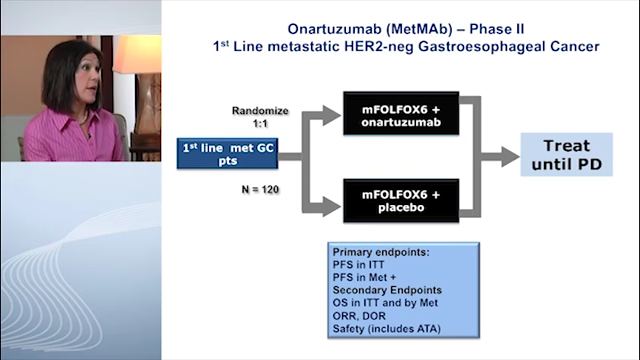 Onartuzumab (MetMAb) – Phase II
1st Line metastatic HER2-neg Gastroesophageal Cancer
Randomize
1:1
1st line met GC
pts
N = 120
mFOLFOX6 +
onartuzumab
mFOLFOX6 +
placebo
Treat
until PD
Primary endpoints:
PFS in ITT
PFS in Met +
Secondary Endpoints
OS in ITT and by Met
ORR, DOR
Safety (includes ATA)